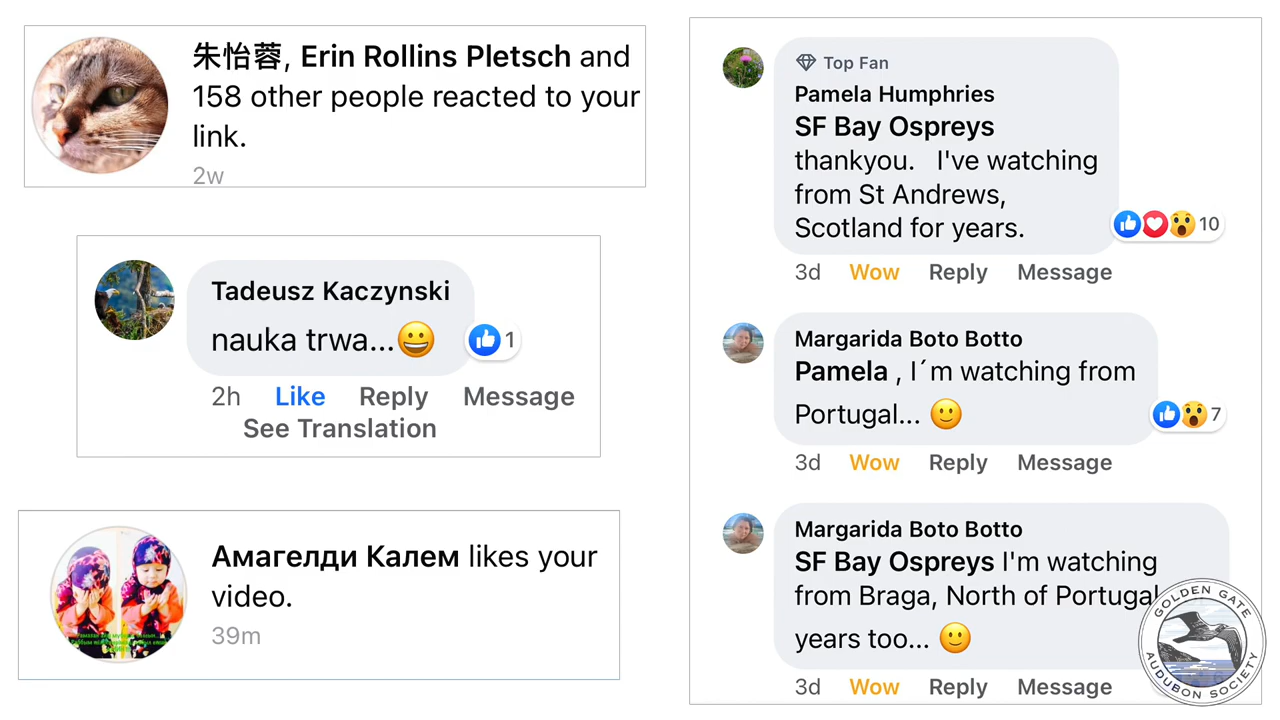 朱怡蓉, Erin Rollins Pletsch and
158 other people reacted to your
link.
2w
Tadeusz Kaczynski
nauka trwa...😀
1
2h Like Reply Message
See Translation
Амагелди Калем likes your
video.
39m
Top Fan
Pamela Humphries
SF Bay Ospreys
thankyou. I've watching
from St Andrews,
Scotland for years.
10
3d Wow Reply Message
Margarida Boto Botto
Pamela , I´m watching from
Portugal... 🙂
7
3d Wow Reply Message
Margarida Boto Botto
SF Bay Ospreys I'm watching
from Braga, North of Portugal
years too... 🙂
3d Wow Reply Message
GOLDEN GATE
AUDUBON SOCIETY